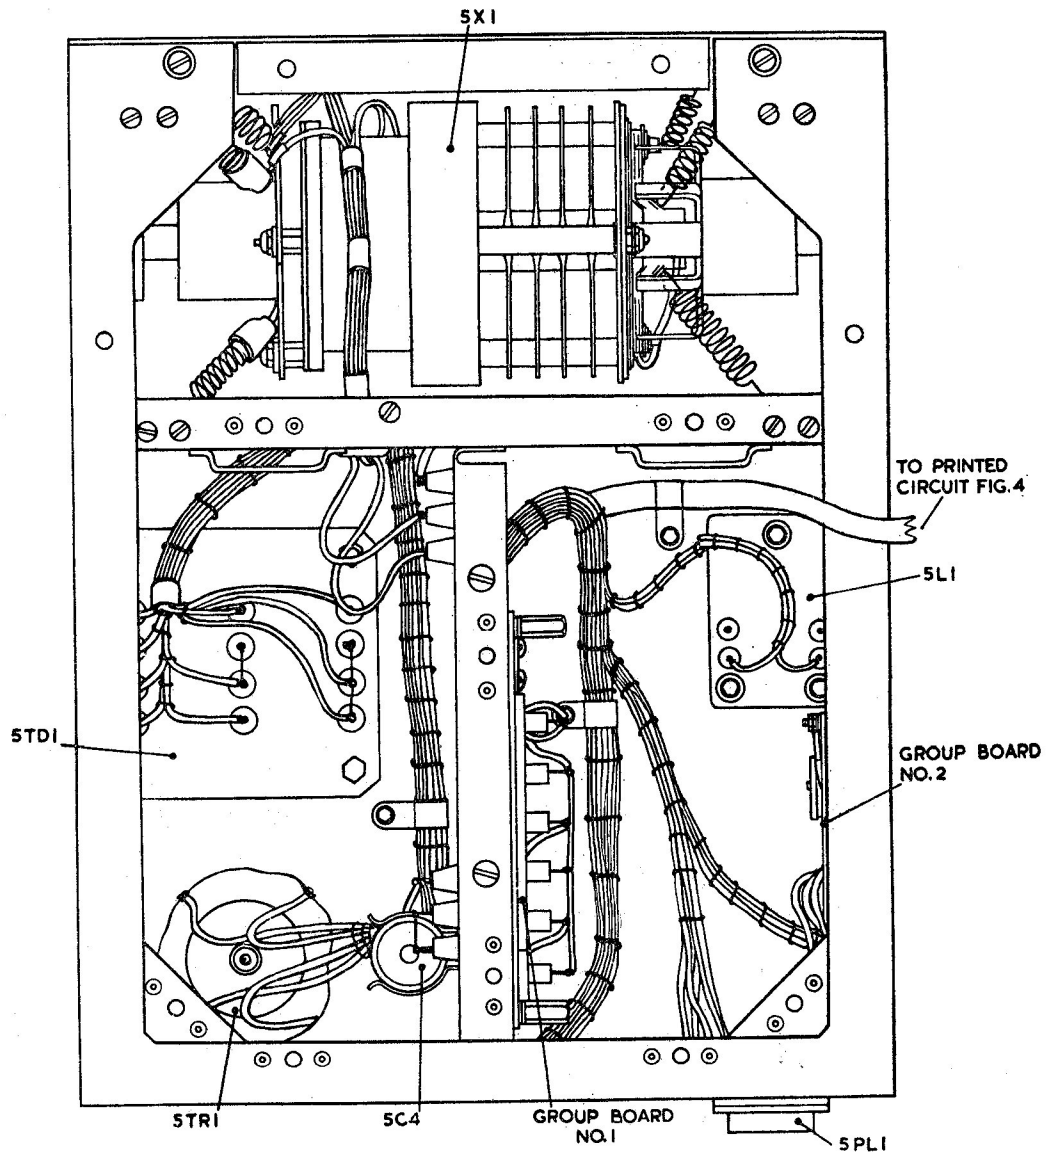 5X1
TO PRINTED
CIRCUIT FIG.4
5L1
5TD1
GROUP BOARD
NO.2
5TR1
5C4
GROUP BOARD
NO.1
5PL1